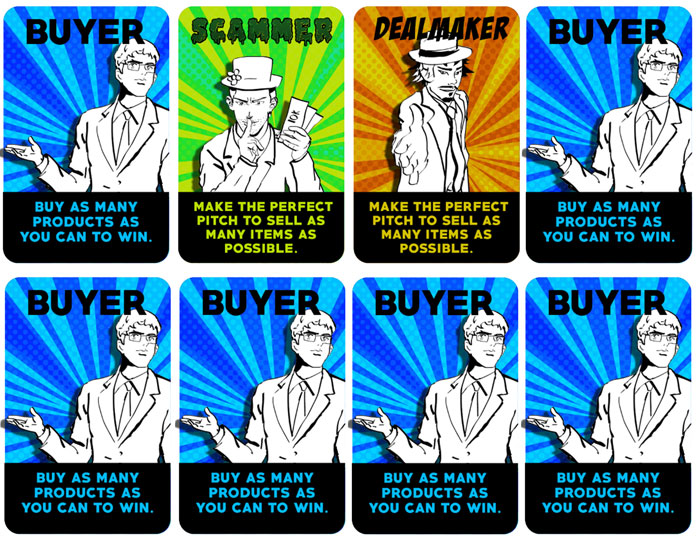 BUYER
BUY AS MANY
PRODUCTS AS
YOU CAN TO WIN.
SCAMMER
MAKE THE PERFECT
PITCH TO SELL AS
MANY ITEMS AS
POSSIBLE.
DEALMAKER
MAKE THE PERFECT
PITCH TO SELL AS
MANY ITEMS AS
POSSIBLE.
BUYER
BUY AS MANY
PRODUCTS AS
YOU CAN TO WIN.
BUYER
BUY AS MANY
PRODUCTS AS
YOU CAN TO WIN.
BUYER
BUY AS MANY
PRODUCTS AS
YOU CAN TO WIN.
BUYER
BUY AS MANY
PRODUCTS AS
YOU CAN TO WIN.
BUYER
BUY AS MANY
PRODUCTS AS
YOU CAN TO WIN.